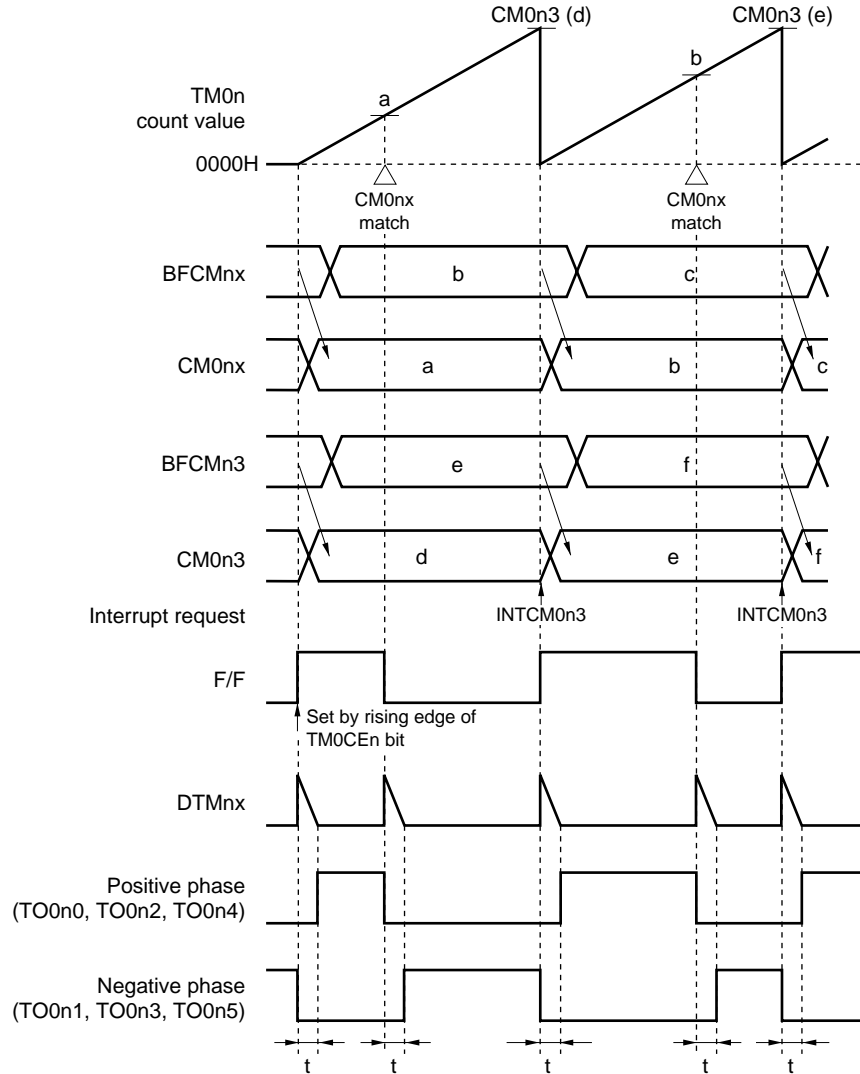 CM0n3 (d)
CM0n3 (e)
b
a
TM0n
count value
0000H
CM0nx
match
CM0nx
match
BFCMnx
b
c
CM0nx
a
b
c
BFCMn3
e
f
CM0n3
d
e
f
Interrupt request
INTCM0n3
INTCM0n3
F/F
Set by rising edge of
TM0CEn bit
DTMnx
Positive phase
(TO0n0, TO0n2, TO0n4)
Negative phase
(TO0n1, TO0n3, TO0n5)
t
t
t
t
t